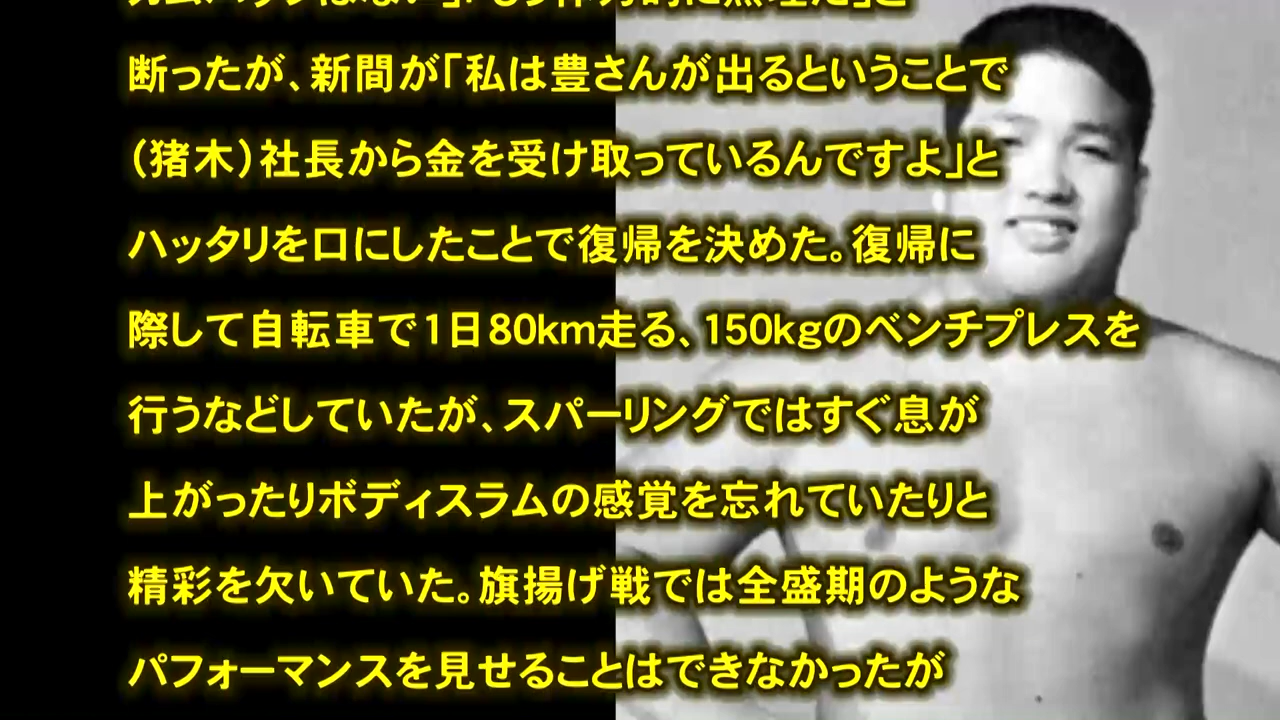 断ったが、新間が「私は豊さんが出るということで
（猪木）社長から金を受け取っているんですよ」と
ハッタリを口にしたことで復帰を決めた。復帰に
際して自転車で1日80km走る、150kgのベンチプレスを
行うなどしていたが、スパーリングではすぐ息が
上がったりボディスラムの感覚を忘れていたりと
精彩を欠いていた。旗揚げ戦では全盛期のような
パフォーマンスを見せることはできなかったが